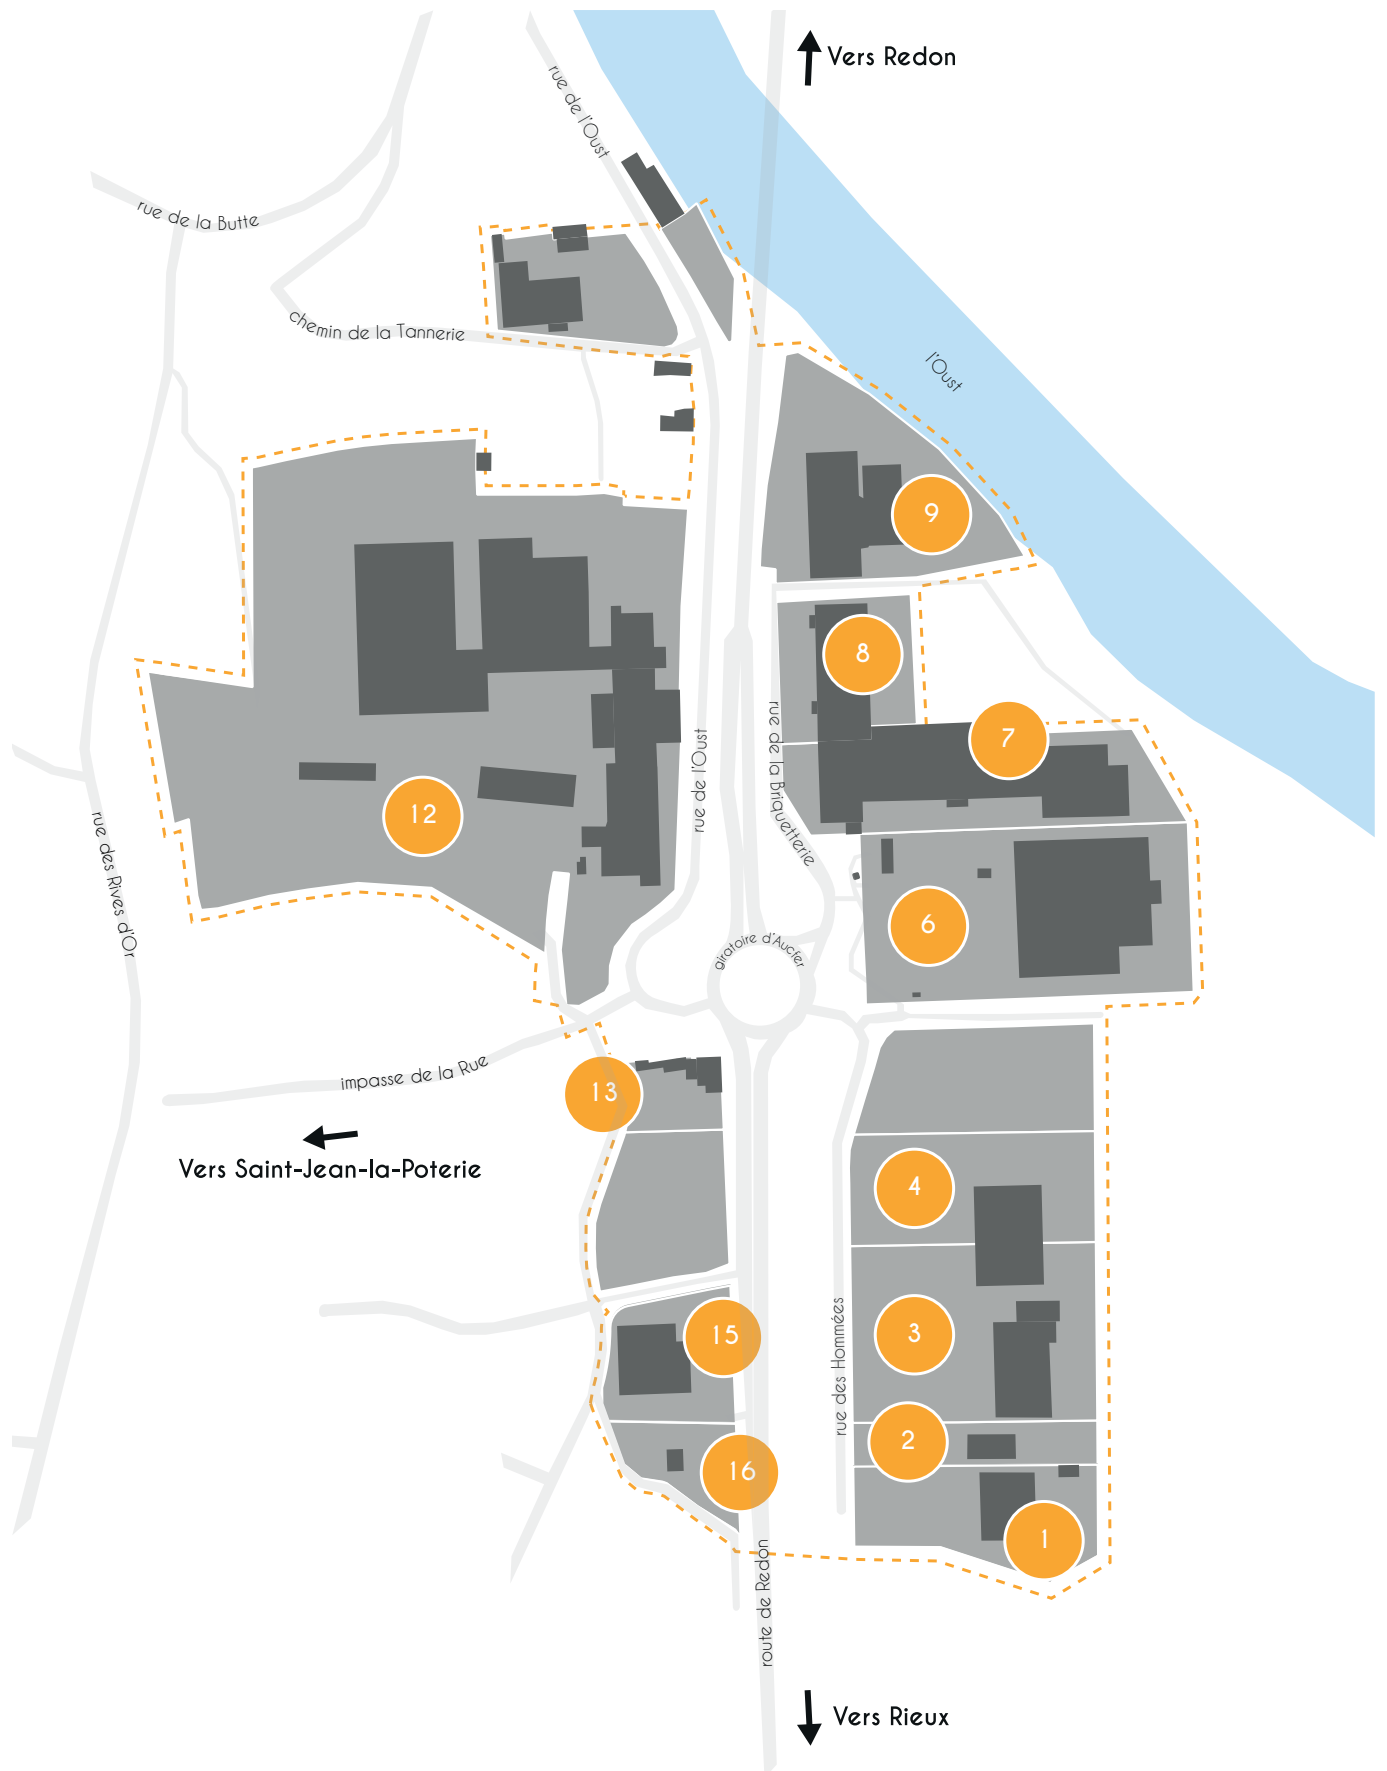 Vers Redon
rue de l'Oust
rue de la Butte
chemin de la Tannerie
l'Oust
9
8
7
rue de l'Oust
rue de la Briquetterie
12
rue des Rives d'Or
6
giratoire d'Aucfer
impasse de la Rue
13
Vers Saint-Jean-la-Poterie
4
15
3
rue des Hommées
2
16
1
route de Redon
Vers Rieux